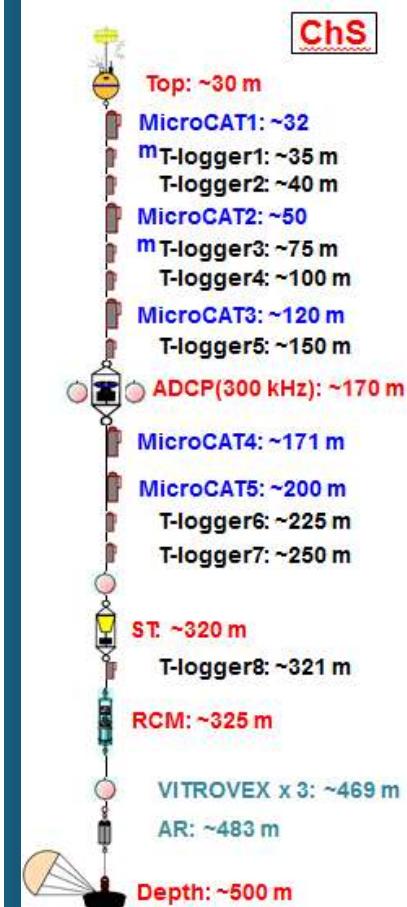 ChS
Top: ~30 m
MicroCAT1: ~32
m
T-logger1: ~35 m
T-logger2: ~40 m
MicroCAT2: ~50
m
T-logger3: ~75 m
T-logger4: ~100 m
MicroCAT3: ~120 m
T-logger5: ~150 m
ADCP(300 kHz): ~170 m
MicroCAT4: ~171 m
MicroCAT5: ~200 m
T-logger6: ~225 m
T-logger7: ~250 m
ST: ~320 m
T-logger8: ~321 m
RCM: ~325 m
VITROVEX x 3: ~469 m
AR: ~483 m
Depth: ~500 m